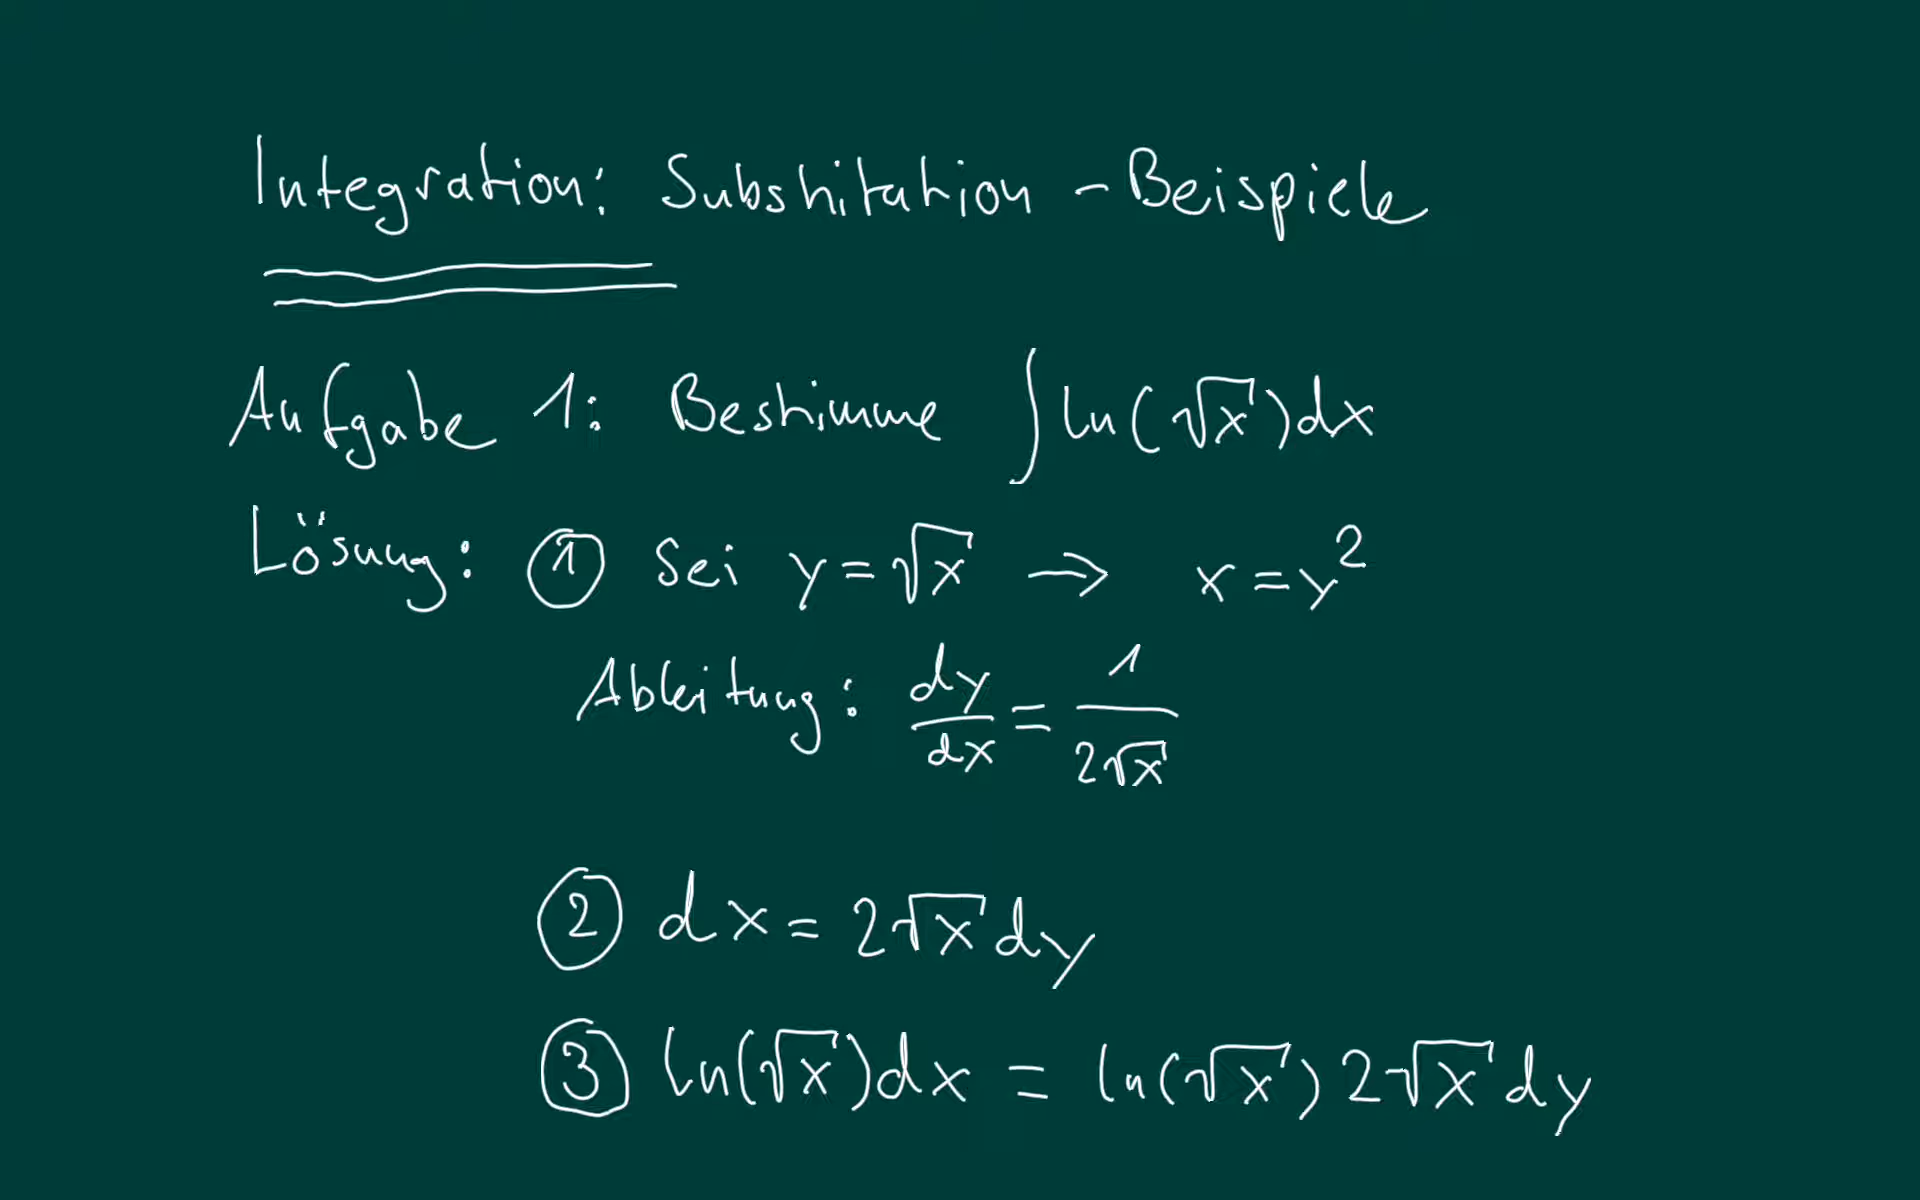 Integration: Substitution - Beispiele
Aufgabe 1: Bestimme ∫ ln(√x)dx
Lösung: ① Sei y = √x → x = y²
Ableitung: dy/dx = 1/(2√x)
② dx = 2√x dy
③ ln(√x)dx = ln(√x) 2√x dy